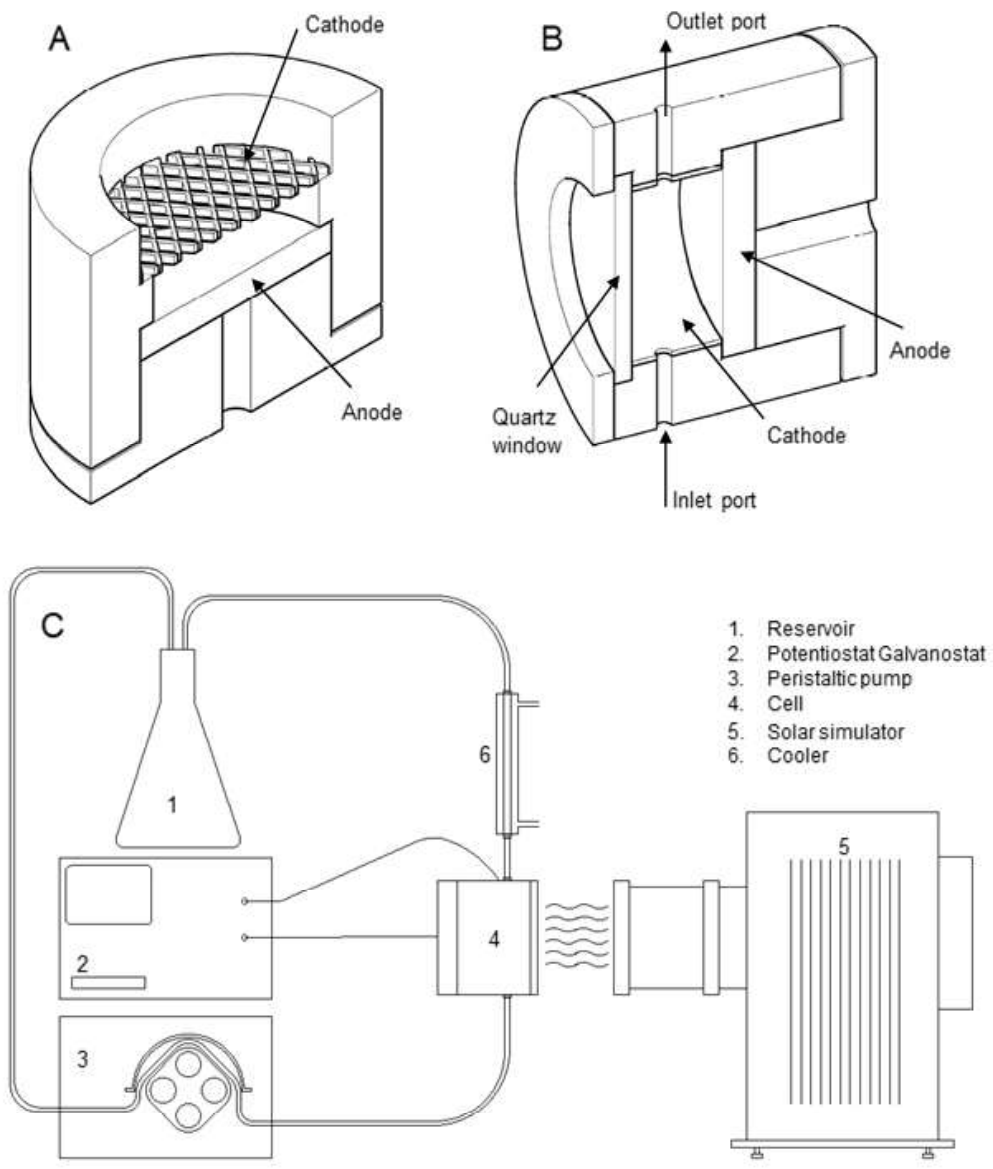 A
Cathode
Anode
B
Outlet port
Quartz
window
Cathode
Anode
Inlet port
C
1. Reservoir
2. Potentiostat Galvanostat
3. Peristaltic pump
4. Cell
5. Solar simulator
6. Cooler
1
2
3
4
5
6